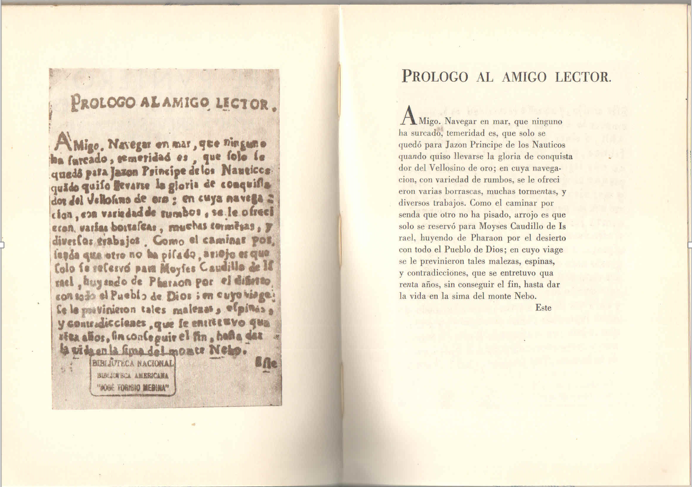 PROLOGO AL AMIGO LECTOR.
AMigo. Navegar en mar, que ninguno
ha surcado, temeridad es, que solo se
quedó para Jazon Principe de los Nauticos
quãdo quiso llevarse la gloria de conquista
dor del Vellosino de oro; en cuya navega
cion, con variedad de rumbos, se le ofreci
eron varias borrascas, muchas tormẽtas, y
diversos trabajos. Como el caminar por
senda que otro no ha pisado, arrojo es que
solo se reservó para Moyses Caudillo de Is
rael, huyendo de Pharaon por el disierto
con todo el Pueblo de Dios; en cuyo viage
se le previnieron tales malezas, espinas,
y contradicciones, que se entretuvo qua
rẽta años, sin conseguir el fin, hasta dar
la vida en la sima del monte Nebo.
Este
BIBLIOTECA NACIONAL
BIBLIOTECA AMERICANA
"JOSÉ TORIBIO MEDINA"
PROLOGO AL AMIGO LECTOR.
AMigo. Navegar en mar, que ninguno
ha surcado, temeridad es, que solo se
quedó para Jazon Principe de los Nauticos
quando quiso llevarse la gloria de conquista
dor del Vellosino de oro; en cuya navega-
cion, con variedad de rumbos, se le ofreci
eron varias borrascas, muchas tormentas, y
diversos trabajos. Como el caminar por
senda que otro no ha pisado, arrojo es que
solo se reservó para Moyses Caudillo de Is
rael, huyendo de Pharaon por el desierto
con todo el Pueblo de Dios; en cuyo viage
se le previnieron tales malezas, espinas,
y contradicciones, que se entretuvo qua
renta años, sin conseguir el fin, hasta dar
la vida en la sima del monte Nebo.
Este